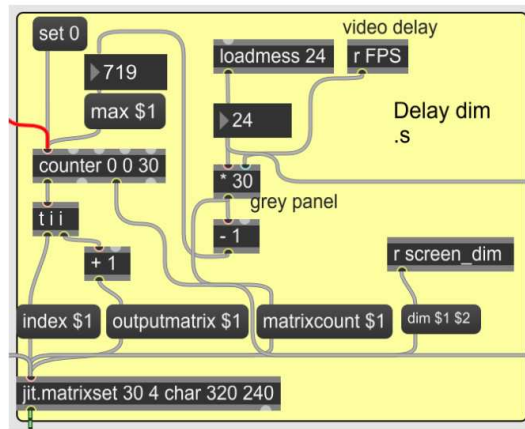 set 0
video delay
loadmess 24
r FPS
719
max $1
24
Delay dim
.s
counter 0 0 30
* 30
grey panel
t i i
- 1
+ 1
r screen_dim
index $1
outputmatrix $1
matrixcount $1
dim $1 $2
jit.matrixset 30 4 char 320 240